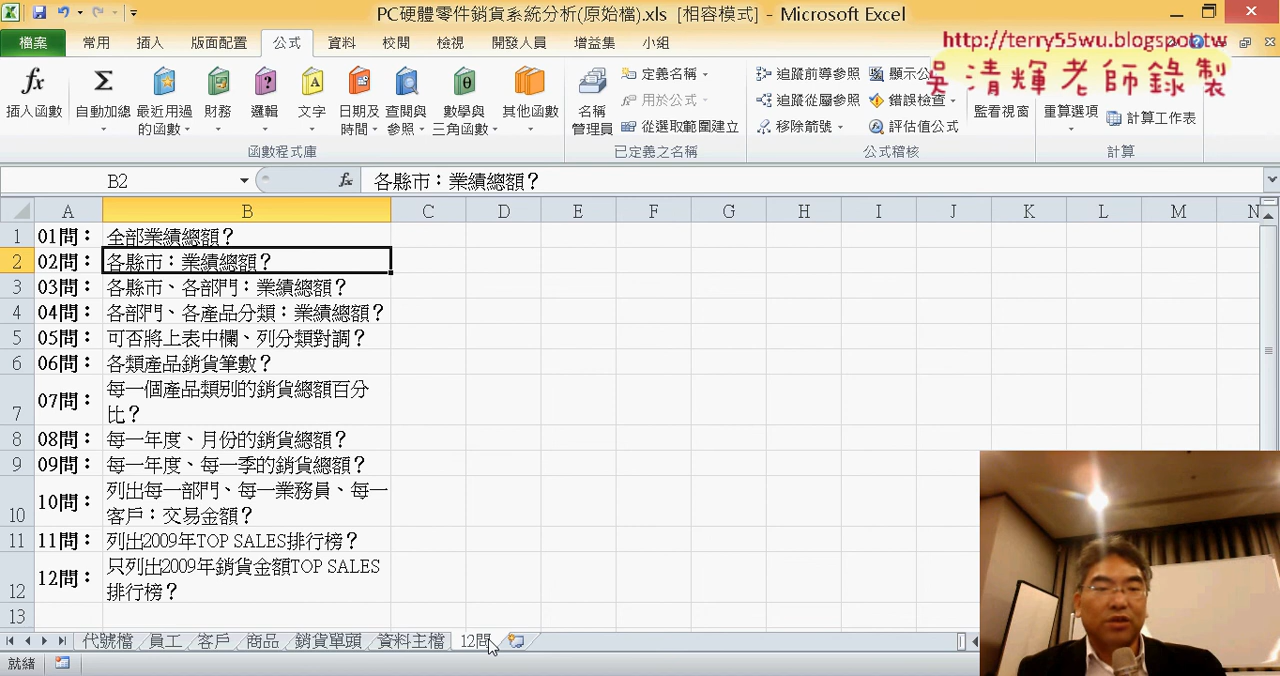 PC硬體零件銷貨系統分析(原始檔).xls [相容模式] - Microsoft Excel
檔案 常用 插入 版面配置 公式 資料 校閱 檢視 開發人員 增益集 小組
http://terry55wu.blogspot.tw
吳清輝老師錄製
插入函數 自動加總 最近用過的函數 財務 邏輯 文字 日期及時間 查閱與參照 數學與三角函數 其他函數
函數程式庫
名稱管理員 定義名稱 用於公式 從選取範圍建立
已定義之名稱
追蹤前導參照 追蹤從屬參照 移除箭號 錯誤檢查 評估值公式 監看視窗
公式稽核
重算選項 計算工作表
計算
B2 fx 各縣市：業績總額？
A B C D E F G H I J K L M N
1 01問： 全部業績總額？
2 02問： 各縣市：業績總額？
3 03問： 各縣市、各部門：業績總額？
4 04問： 各部門、各產品分類：業績總額？
5 05問： 可否將上表中欄、列分類對調？
6 06問： 各類產品銷貨筆數？
7 07問： 每一個產品類別的銷貨總額百分
比？
8 08問： 每一年度、月份的銷貨總額？
9 09問： 每一年度、每一季的銷貨總額？
10 10問： 列出每一部門、每一業務員、每一
客戶：交易金額？
11 11問： 列出2009年TOP SALES排行榜？
12 12問： 只列出2009年銷貨金額TOP SALES
排行榜？
13
代號檔 員工 客戶 商品 銷貨單頭 資料主檔 12問
就緒